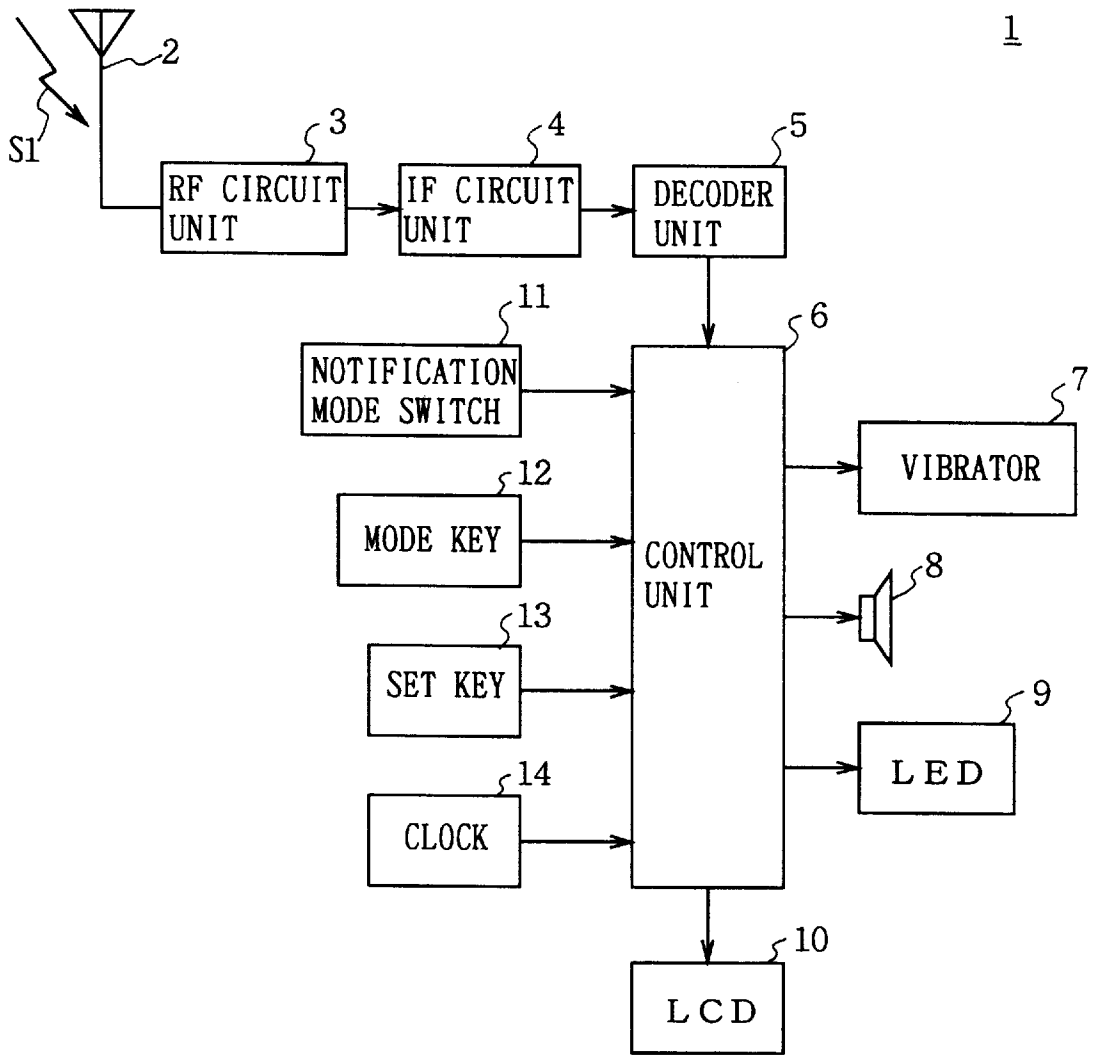 1
2
S1
3
4
5
RF CIRCUIT
UNIT
IF CIRCUIT
UNIT
DECODER
UNIT
11
6
NOTIFICATION
MODE SWITCH
7
VIBRATOR
12
MODE KEY
CONTROL
UNIT
8
13
SET KEY
9
LED
14
CLOCK
10
LCD